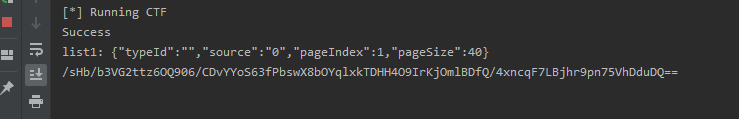 [*] Running CTF
Success
list1: {"typeId":"","source":"0","pageIndex":1,"pageSize":40}
/sHb/b3VG2ttz6OQ906/CDvYYoS63fPbswX8bOYqlxkTDHH4O9IrKjOmlBDfQ/4xncqF7LBjhr9pn75VhDduDQ==